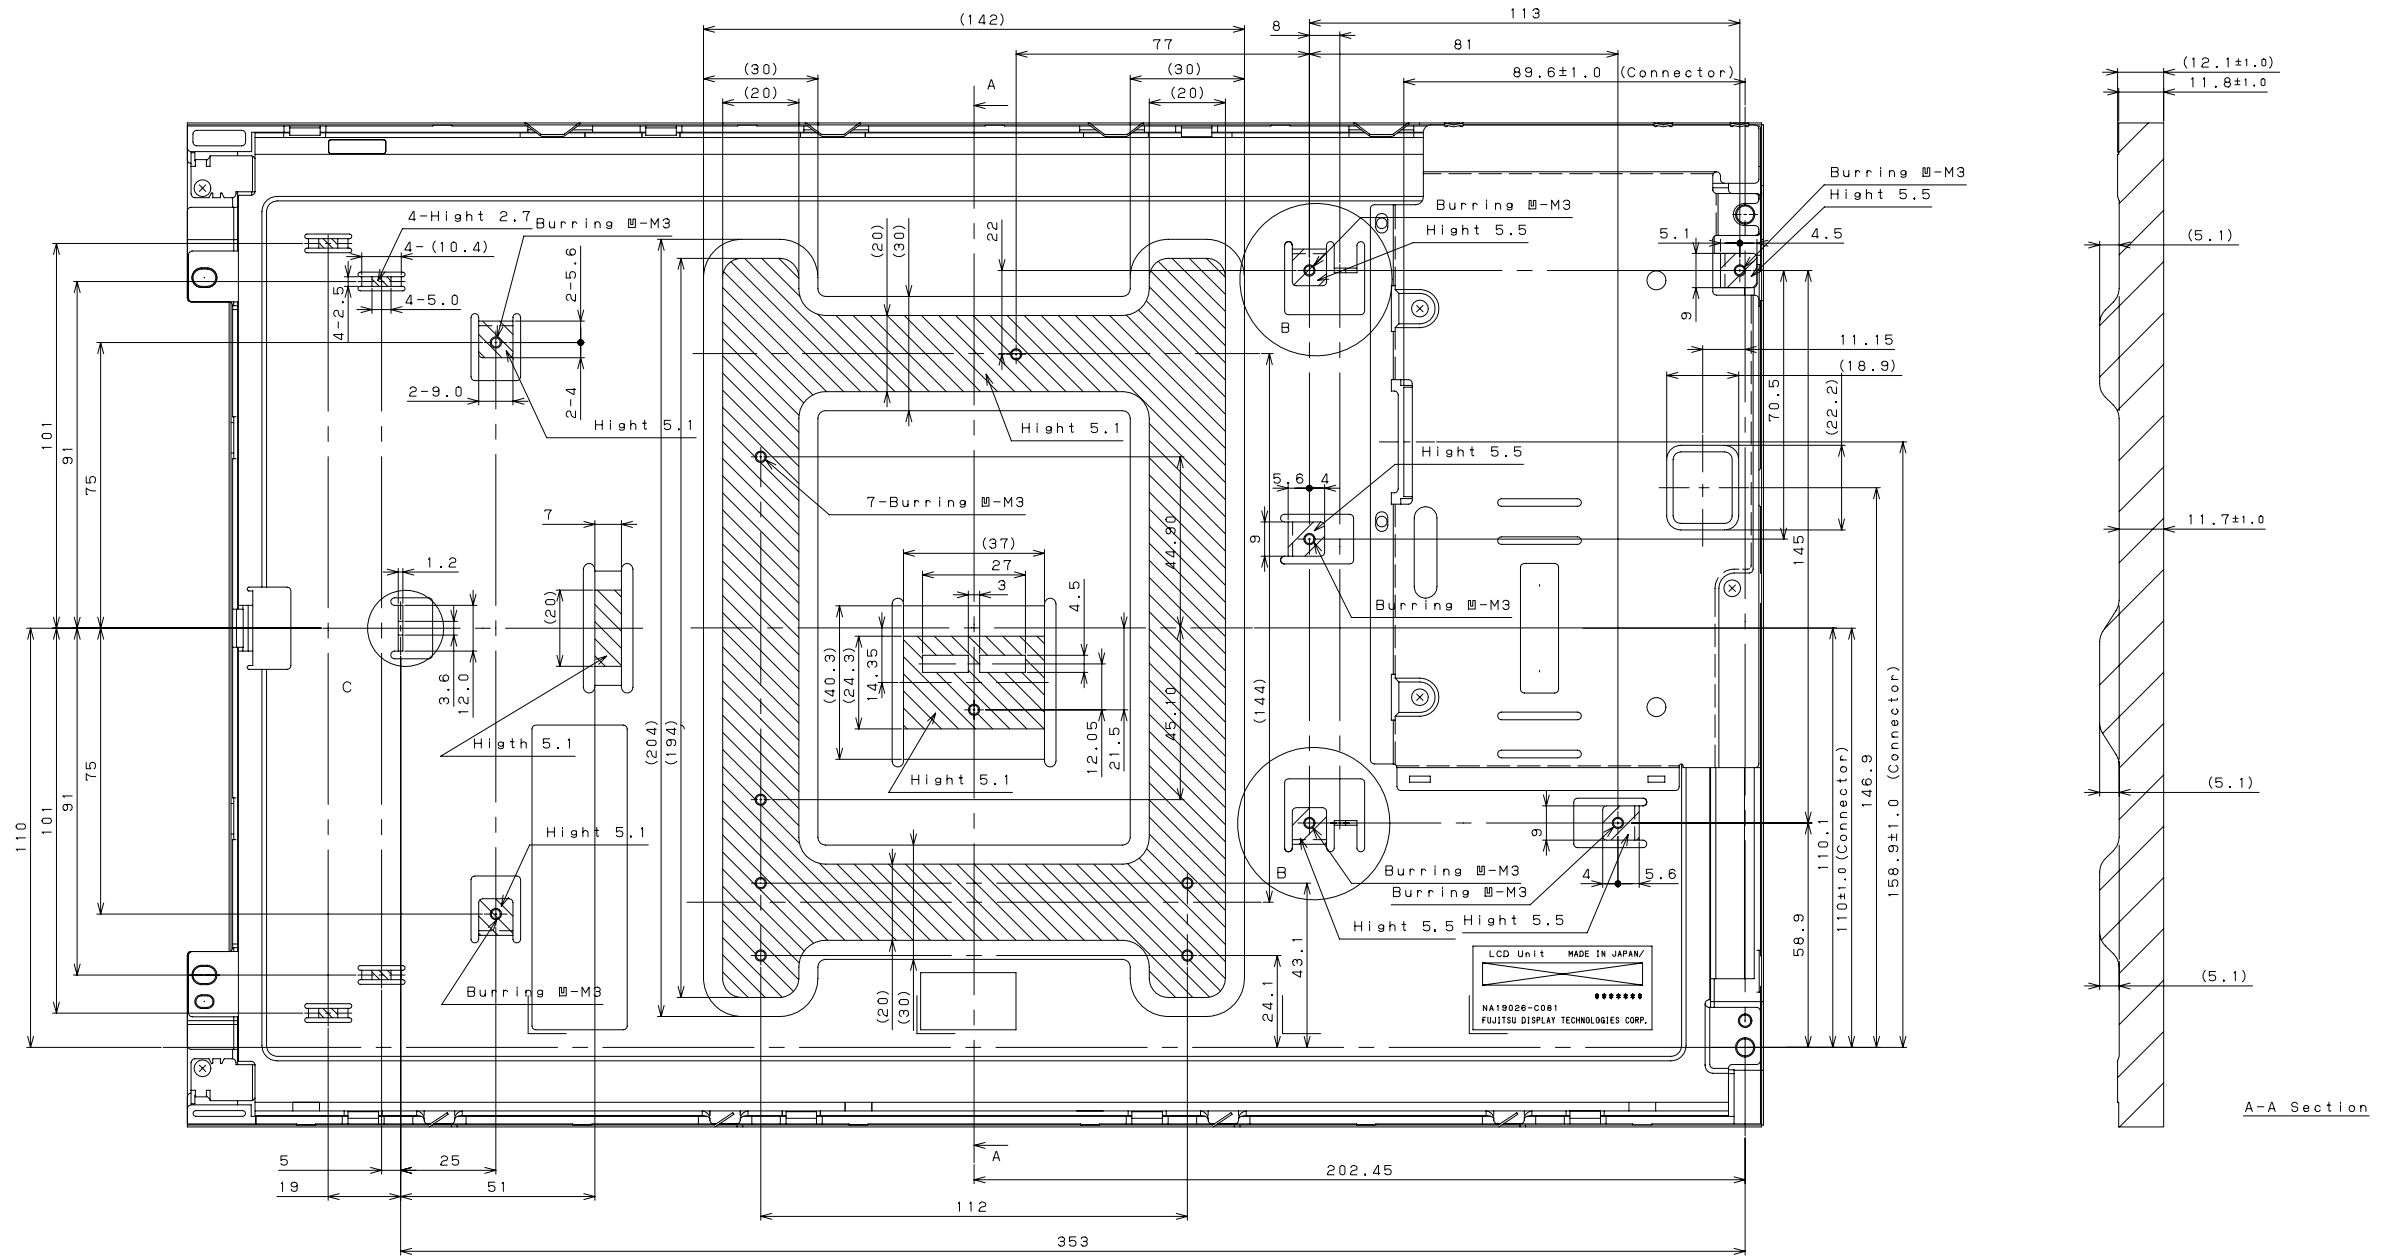 (142)
8
113
77
81
(30)
(30)
89.6±1.0 (Connector)
(20)
(20)
A
(12.1±1.0)
11.8±1.0
Burring M3
Hight 5.5
4-Hight 2.7
Burring M3
4-(10.4)
(20)
(30)
22
Burring M3
Hight 5.5
5.1
4.5
(5.1)
2-5.6
4-2.5
4-5.0
9
B
11.15
(18.9)
2-9.0
2-4
70.5
(22.2)
Hight 5.1
Hight 5.1
101
91
75
Hight 5.5
5.6
4
7-Burring M3
7
44.90
9
145
11.7±1.0
(37)
27
1.2
3
4.5
(20)
Burring M3
C
3.6
12.0
(40.3)
(24.3)
14.35
(144)
(204)
(194)
45.10
12.05
21.5
Higth 5.1
Hight 5.1
75
91
101
110
(5.1)
110.1
110±1.0(Connector)
146.9
158.9±1.0 (Connector)
Hight 5.1
9
B
Burring M3
Burring M3
4
5.6
Hight 5.5
Hight 5.5
58.9
43.1
24.1
(20)
(30)
Burring M3
LCD Unit MADE IN JAPAN/
*******
NA19026-C081
FUJITSU DISPLAY TECHNOLOGIES CORP.
(5.1)
A-A Section
A
5
25
19
51
202.45
112
353